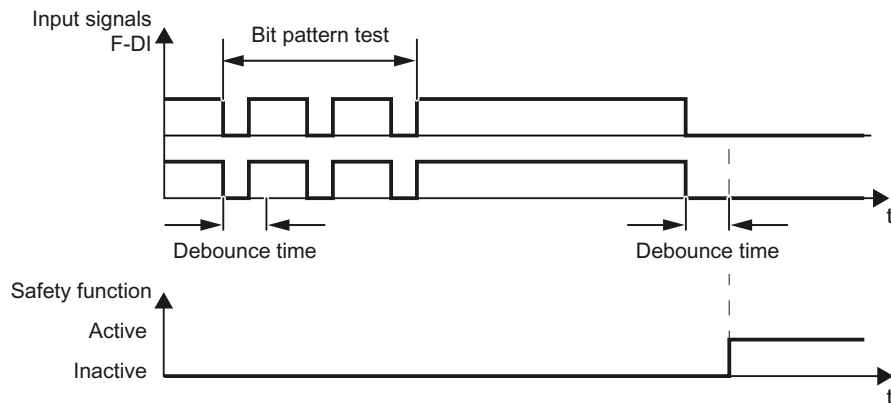 Input signals
F-DI
Bit pattern test
t
Debounce time
Debounce time
Safety function
Active
Inactive
t